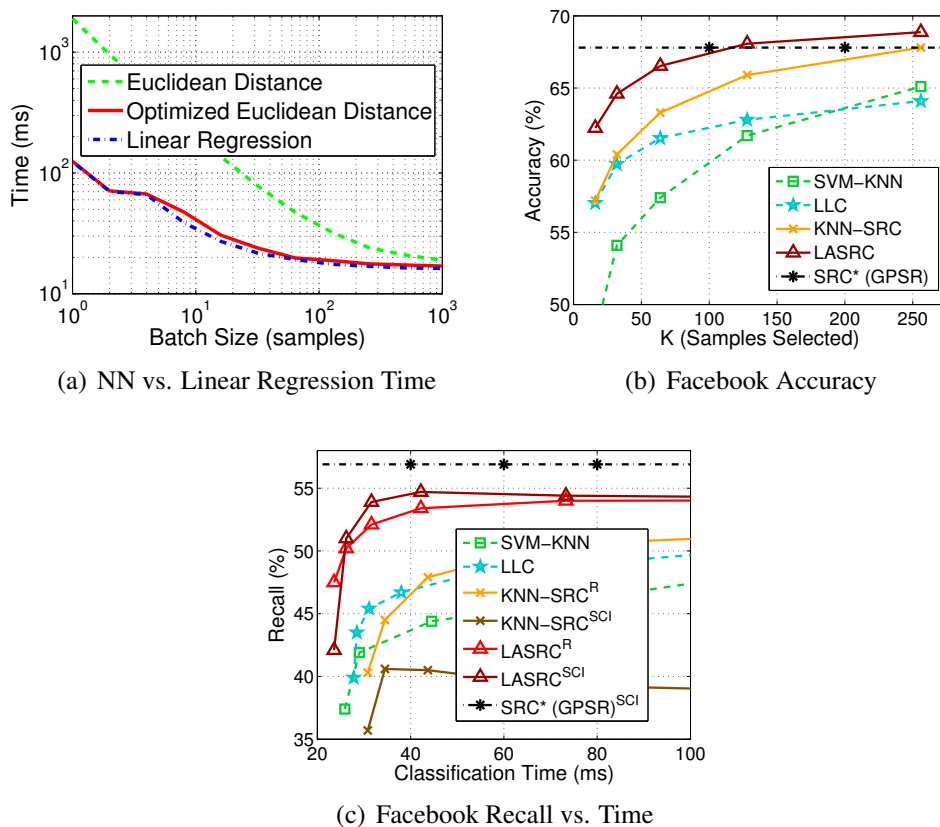 10³
10²
10¹
10⁰
10¹
10²
10³
Time (ms)
Batch Size (samples)
Euclidean Distance
Optimized Euclidean Distance
Linear Regression
(a) NN vs. Linear Regression Time
70
65
60
55
50
0
50
100
150
200
250
Accuracy (%)
K (Samples Selected)
SVM−KNN
LLC
KNN−SRC
LASRC
SRC* (GPSR)
(b) Facebook Accuracy
55
50
45
40
35
20
40
60
80
100
Recall (%)
Classification Time (ms)
SVM−KNN
LLC
KNN−SRCᴿ
KNN−SRC^SCI
LASRCᴿ
LASRC^SCI
SRC* (GPSR)^SCI
(c) Facebook Recall vs. Time